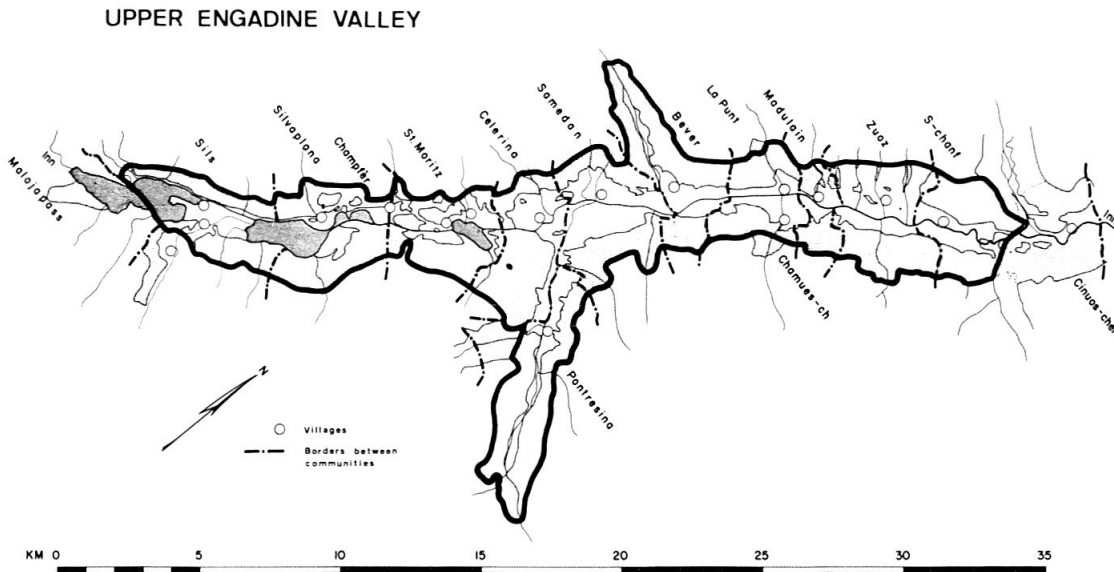 UPPER ENGADINE VALLEY
Inn
Malojapass
Sils
Silvaplana
Champfèr
St. Moritz
Celerina
Samedan
Bever
La Punt
Madulain
Zuoz
S-chanf
Inn
Cinuos-chel
Chamues-ch
Pontresina
N
Villages
Borders between
communities
KM 0 5 10 15 20 25 30 35